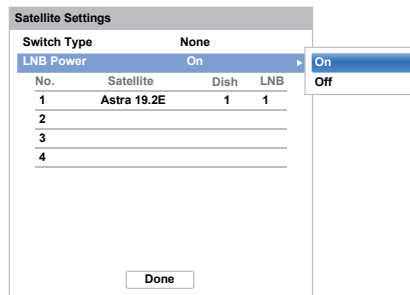 Satellite Settings
Switch Type None
LNB Power On
On
Off
No. Satellite Dish LNB
1 Astra 19.2E 1 1
2
3
4
Done